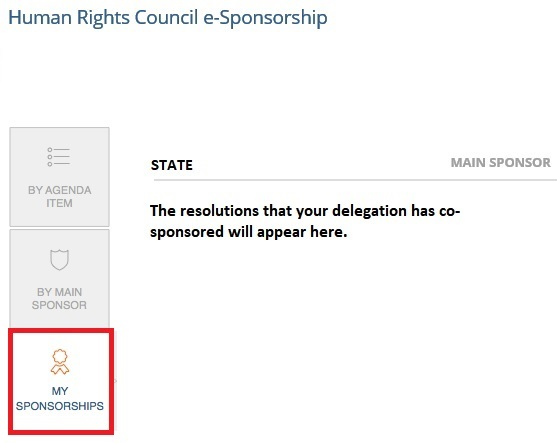 Human Rights Council e-Sponsorship
STATE
MAIN SPONSOR
BY AGENDA
ITEM
The resolutions that your delegation has co-
sponsored will appear here.
BY MAIN
SPONSOR
MY
SPONSORSHIPS